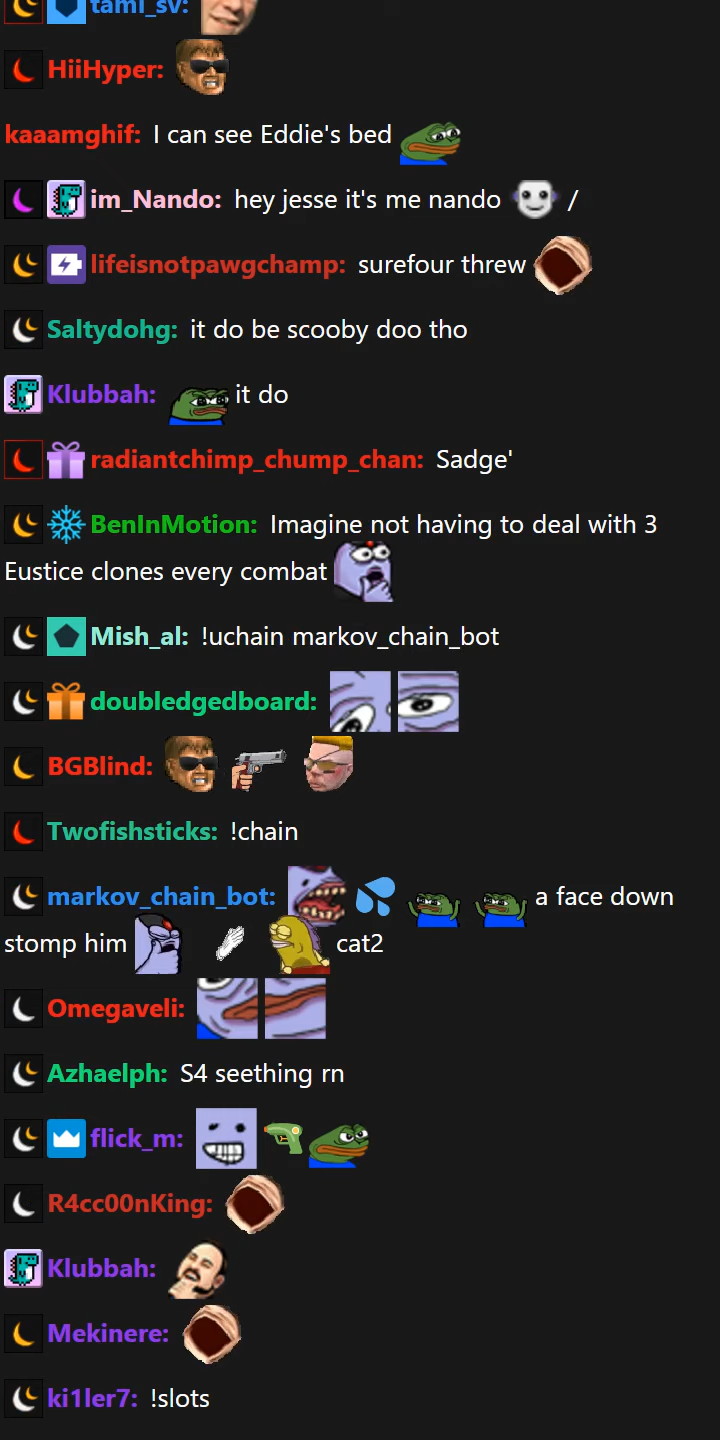 tami_sv:
HiiHyper:
kaaamghif: I can see Eddie's bed
im_Nando: hey jesse it's me nando /
lifeisnotpawgchamp: surefour threw
Saltydohg: it do be scooby doo tho
Klubbah: it do
radiantchimp_chump_chan: Sadge'
BenInMotion: Imagine not having to deal with 3
Eustice clones every combat
Mish_al: !uchain markov_chain_bot
doubledgedboard:
BGBlind:
Twofishsticks: !chain
markov_chain_bot: a face down
stomp him cat2
Omegaveli:
Azhaelph: S4 seething rn
flick_m:
R4cc00nKing:
Klubbah:
Mekinere:
ki1ler7: !slots